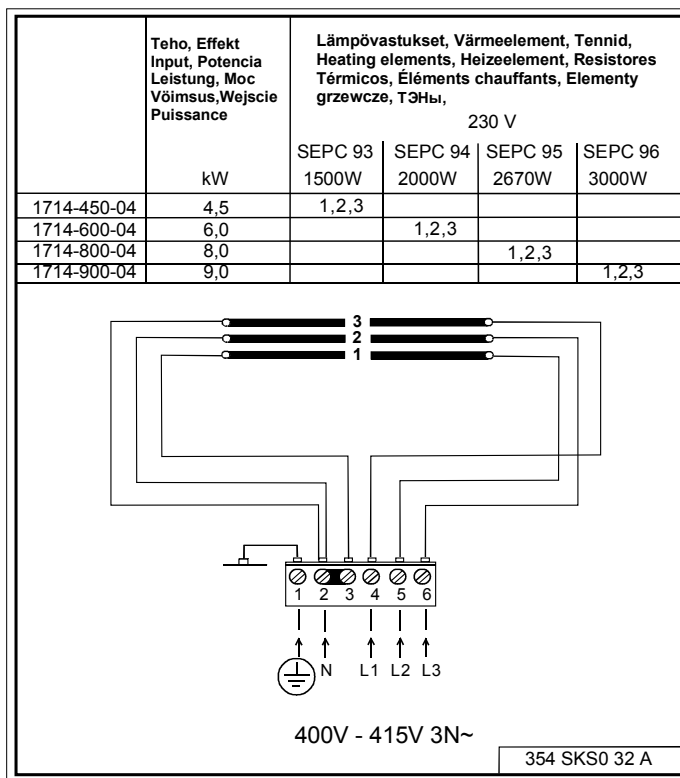 Teho, Effekt
Input, Potencia
Leistung, Moc
Vöimsus,Wejscie
Puissance
kW
Lämpövastukset, Värmeelement, Tennid,
Heating elements, Heizeelement, Resistores
Térmicos, Éléments chauffants, Elementy
grzewcze, ТЭНы,
230 V
SEPC 93 SEPC 94 SEPC 95 SEPC 96
1500W 2000W 2670W 3000W
1714-450-04 4,5 1,2,3
1714-600-04 6,0 1,2,3
1714-800-04 8,0 1,2,3
1714-900-04 9,0 1,2,3
3
2
1
1 2 3 4 5 6
N L1 L2 L3
400V - 415V 3N~
354 SKS0 32 A